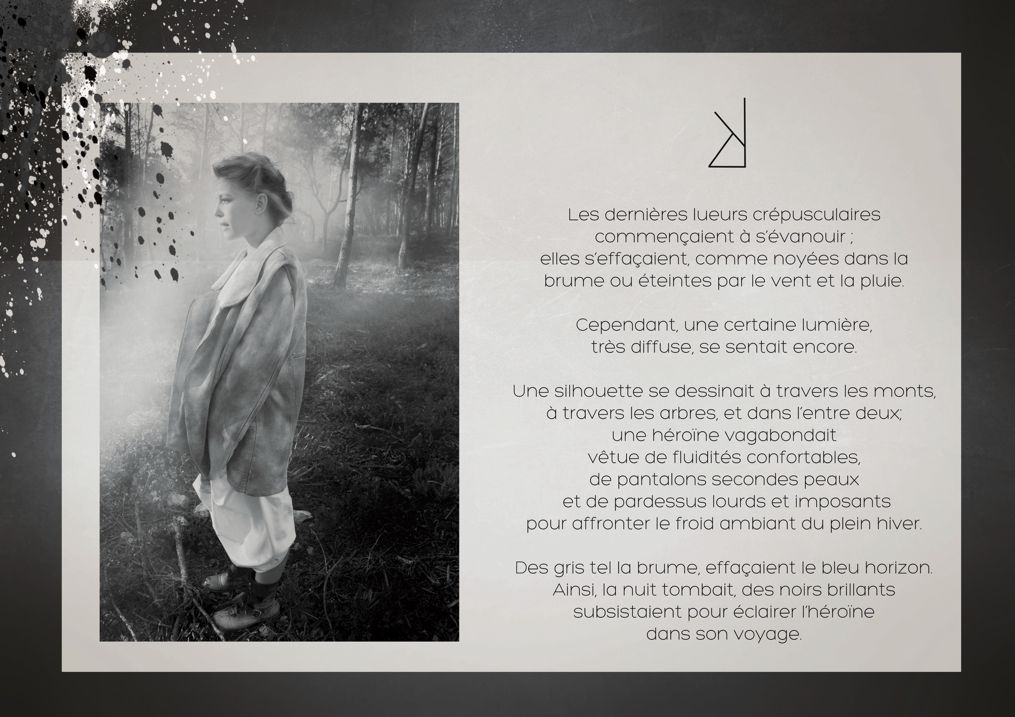 Les dernières lueurs crépusculaires
commençaient à s'évanouir ;
elles s'effaçaient, comme noyées dans la
brume ou éteintes par le vent et la pluie.
Cependant, une certaine lumière,
très diffuse, se sentait encore.
Une silhouette se dessinait à travers les monts,
à travers les arbres, et dans l'entre deux;
une héroïne vagabondait
vêtue de fluidités confortables,
de pantalons secondes peaux
et de pardessus lourds et imposants
pour affronter le froid ambiant du plein hiver.
Des gris tel la brume, effaçaient le bleu horizon.
Ainsi, la nuit tombait, des noirs brillants
subsistaient pour éclairer l'héroïne
dans son voyage.